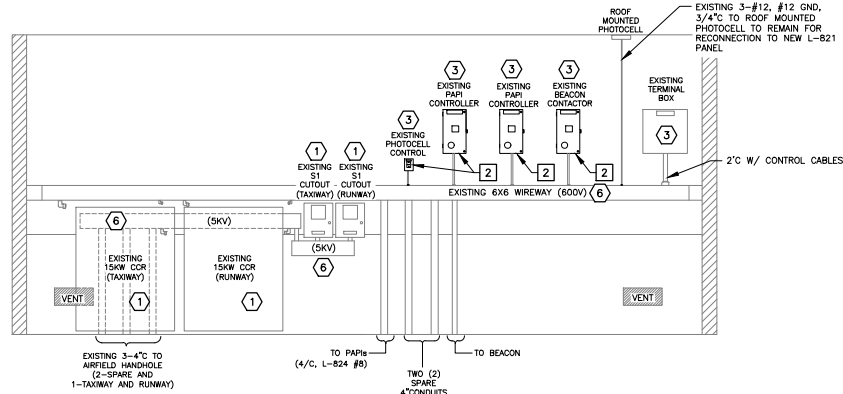 ROOF
MOUNTED
PHOTOCELL
EXISTING 3-#12, #12 GND,
3/4"C TO ROOF MOUNTED
PHOTOCELL TO REMAIN FOR
RECONNECTION TO NEW L-821
PANEL
3
EXISTING
PAPI
CONTROLLER
3
EXISTING
PAPI
CONTROLLER
3
EXISTING
BEACON
CONTACTOR
EXISTING
TERMINAL
BOX
3
3
EXISTING
PHOTOCELL
CONTROL
1
EXISTING
S1
CUTOUT
(TAXIWAY)
1
EXISTING
S1
CUTOUT
(RUNWAY)
2
2
2
2"C W/ CONTROL CABLES
EXISTING 6X6 WIREWAY (600V)
6
6
(5KV)
(5KV)
6
EXISTING
15KW CCR
(TAXIWAY)
1
EXISTING
15KW CCR
(RUNWAY)
1
VENT
VENT
EXISTING 3-4"C TO
AIRFIELD HANDHOLE
(2-SPARE AND
1-TAXIWAY AND RUNWAY)
TO PAPIs
(4/C, L-824 #8)
TWO (2)
SPARE
4"CONDUITS
TO BEACON